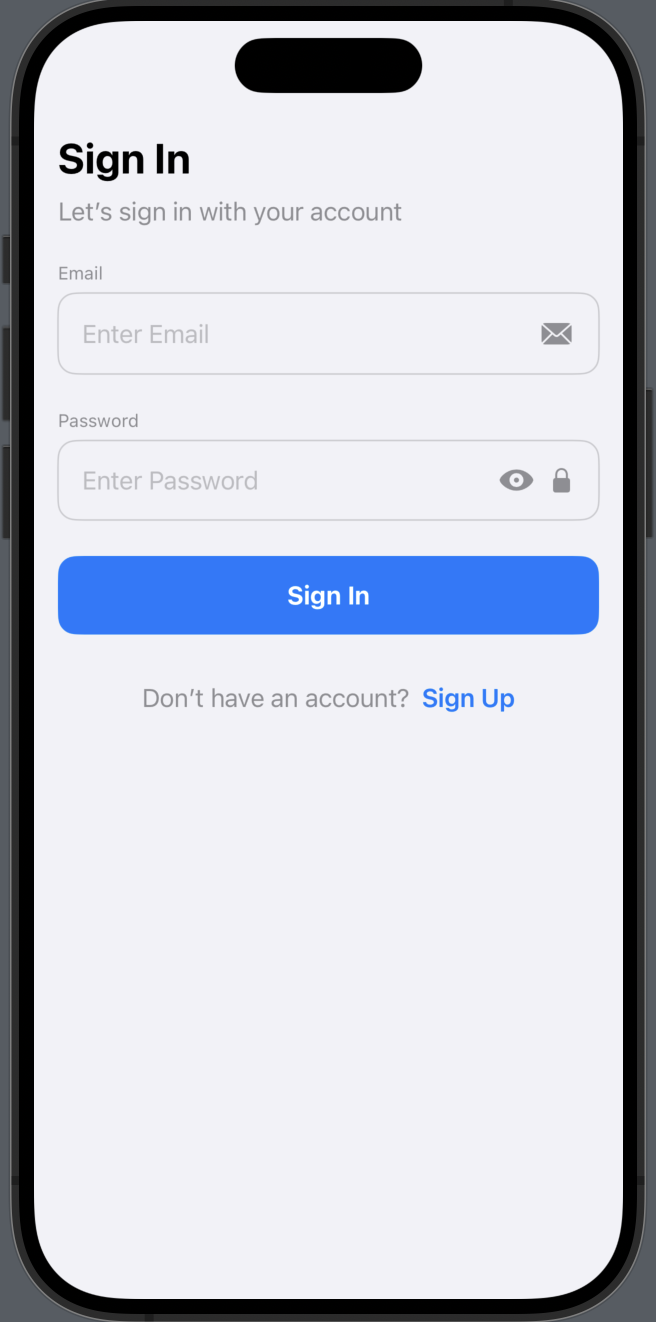 Sign In
Let’s sign in with your account
Email
Enter Email
Password
Enter Password
Sign In
Don’t have an account? Sign Up